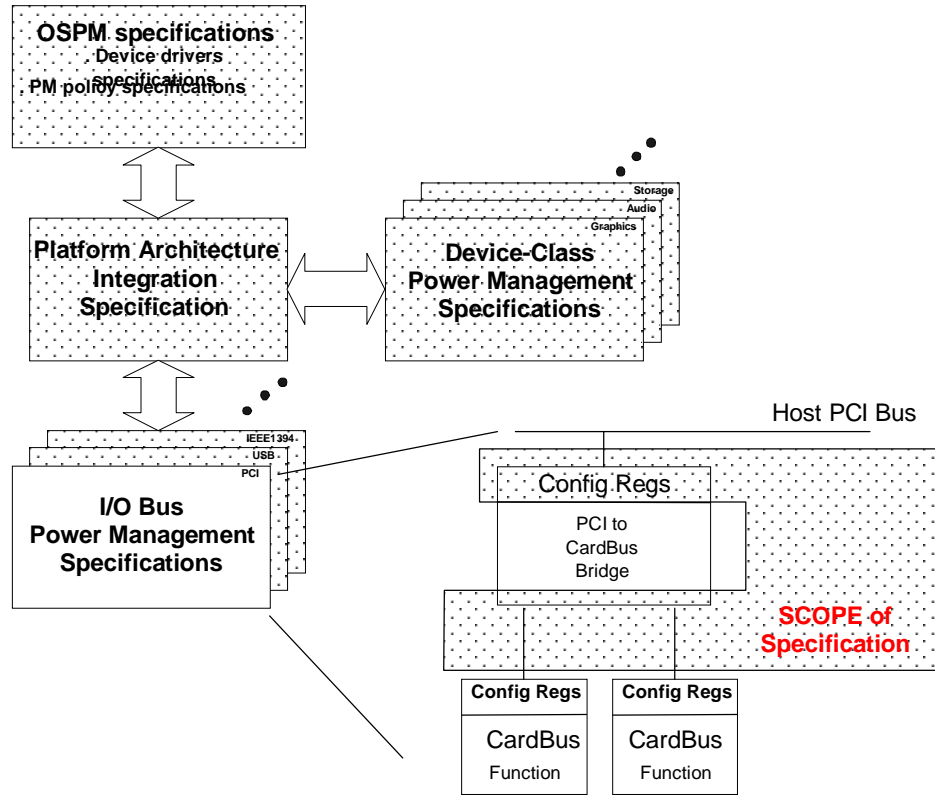 OSPM specifications
. Device drivers
specifications
. PM policy specifications
Storage
Audio
Graphics
Platform Architecture
Integration
Specification
Device-Class
Power Management
Specifications
Host PCI Bus
IEEE1394
USB
PCI
I/O Bus
Power Management
Specifications
Config Regs
PCI to
CardBus
Bridge
SCOPE of
Specification
Config Regs
CardBus
Function
Config Regs
CardBus
Function